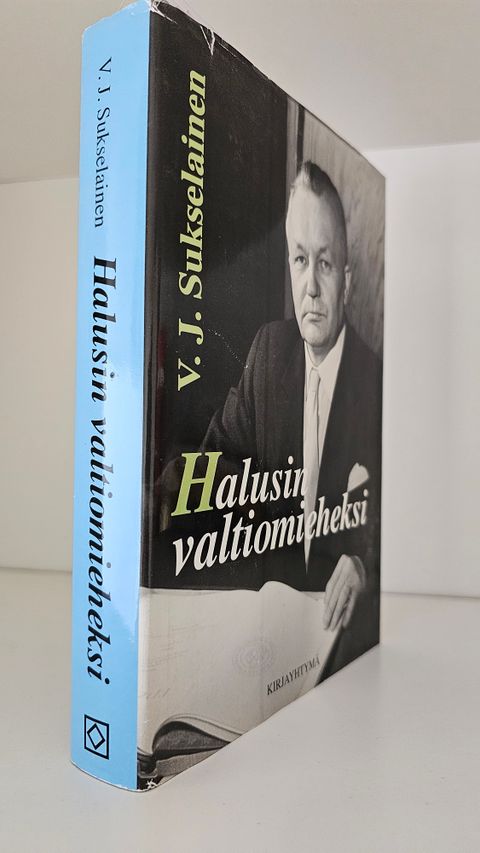 V. J. Sukselainen
Halusin valtiomieheksi
V. J. Sukselainen
Halusin
valtiomieheksi
KIRJAYHTYMÄ